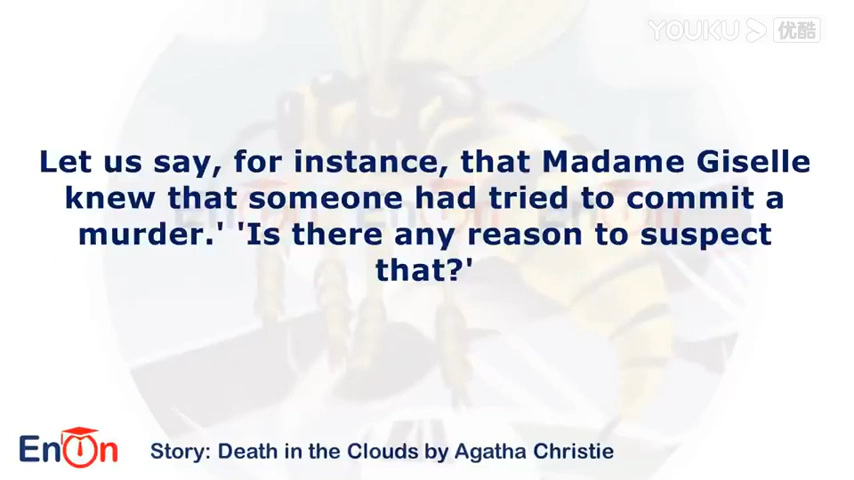 YOUKU 优酷
Let us say, for instance, that Madame Giselle
knew that someone had tried to commit a
murder.' 'Is there any reason to suspect
that?'
EnOn
Story: Death in the Clouds by Agatha Christie